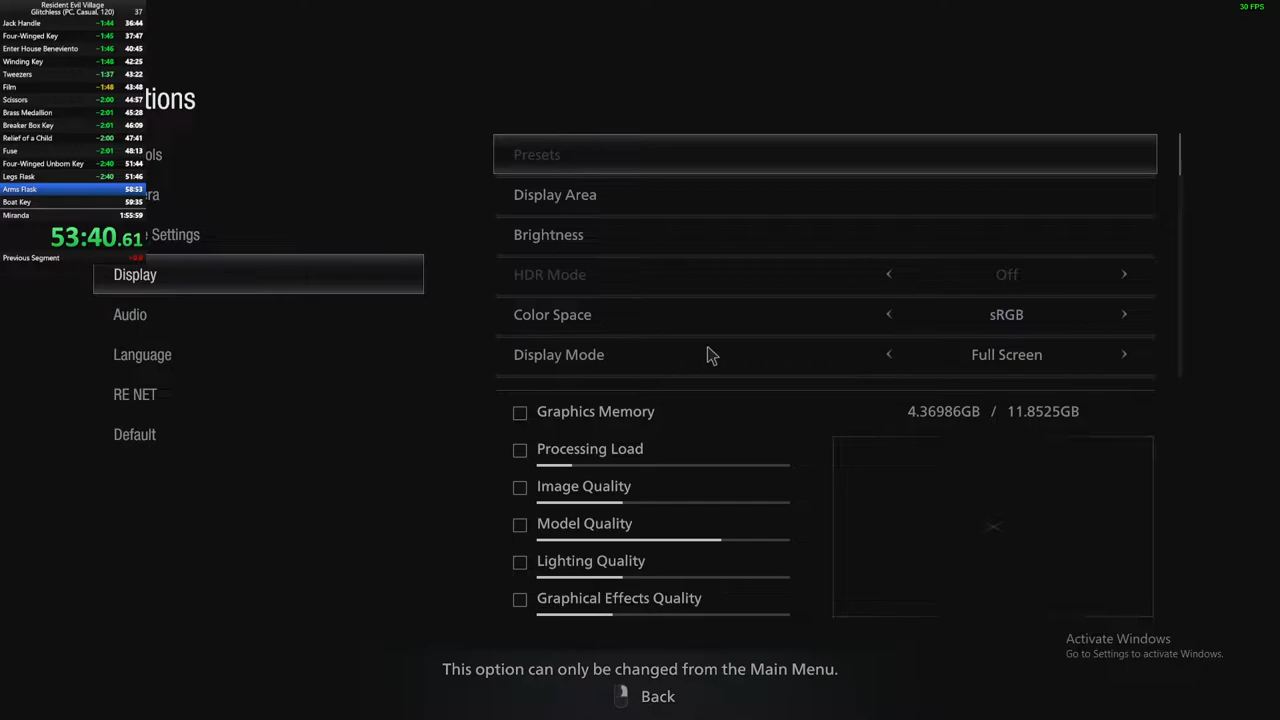 Resident Evil Village
Glitchless (PC, Casual, 120) 37
Jack Handle -1:44 36:44
Four-Winged Key -1:45 37:47
Enter House Beneviento -1:46 40:45
Winding Key -1:48 42:25
Tweezers -1:37 43:22
Film -1:48 43:48
Scissors -2:00 44:57
Brass Medallion -2:01 45:28
Breaker Box Key -2:01 46:09
Relief of a Child -2:00 47:41
Fuse -2:01 48:13
Four-Winged Unborn Key -2:40 51:44
Legs Flask -2:40 51:46
Arms Flask 58:53
Boat Key 59:35
Miranda 1:55:59
53:40.61
Previous Segment +0.0
30 FPS
tions
ols
era
e Settings
Display
Audio
Language
RE NET
Default
Presets
Display Area
Brightness
HDR Mode Off
Color Space sRGB
Display Mode Full Screen
Graphics Memory 4.36986GB / 11.8525GB
Processing Load
Image Quality
Model Quality
Lighting Quality
Graphical Effects Quality
Activate Windows
Go to Settings to activate Windows.
This option can only be changed from the Main Menu.
Back